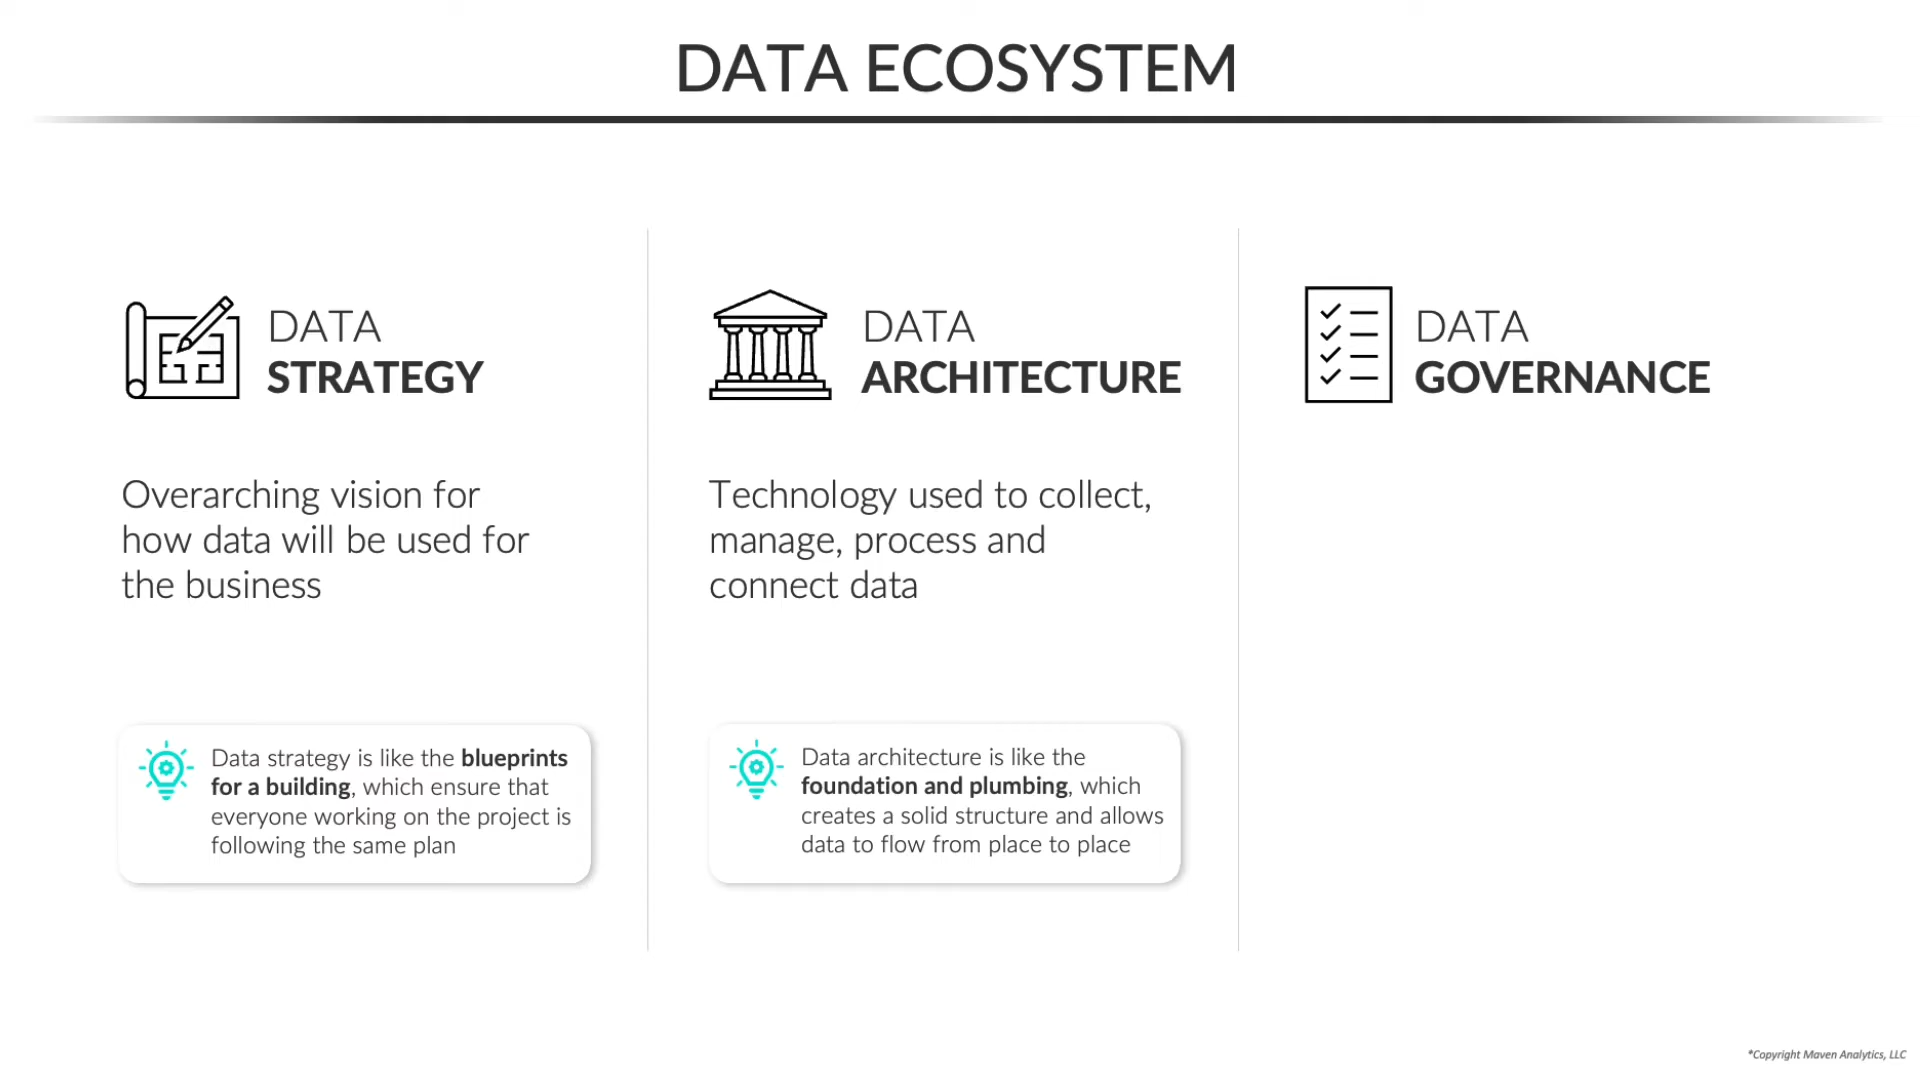 DATA ECOSYSTEM
DATA
STRATEGY
Overarching vision for
how data will be used for
the business
Data strategy is like the blueprints
for a building, which ensure that
everyone working on the project is
following the same plan
DATA
ARCHITECTURE
Technology used to collect,
manage, process and
connect data
Data architecture is like the
foundation and plumbing, which
creates a solid structure and allows
data to flow from place to place
DATA
GOVERNANCE
*Copyright Maven Analytics, LLC